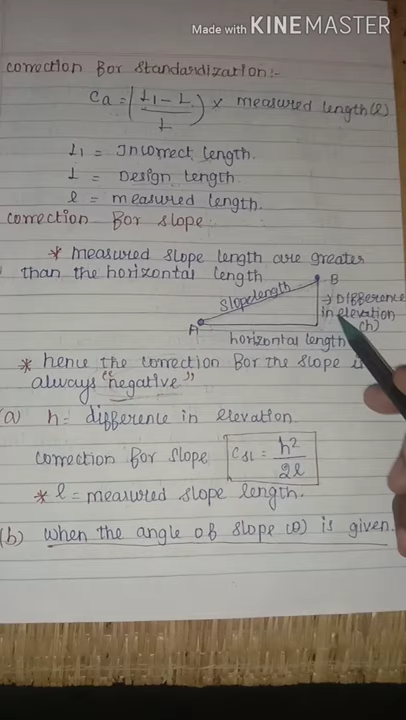 Made with KINEMASTER
correction for standardization:-
Ca = (L1 - L / L) x measured length (l)
L1 = Incorrect length.
L = Design length.
l = measured length.
correction for slope
* measured slope length are greater
than the horizontal length
B
slope length
→ Difference
in elevation
(h)
A
horizontal length
* hence the correction for the slope is
always "negative"
(a) h = difference in elevation.
correction for slope Csl = h²/2l
* l = measured slope length.
(b) when the angle of slope (θ) is given.